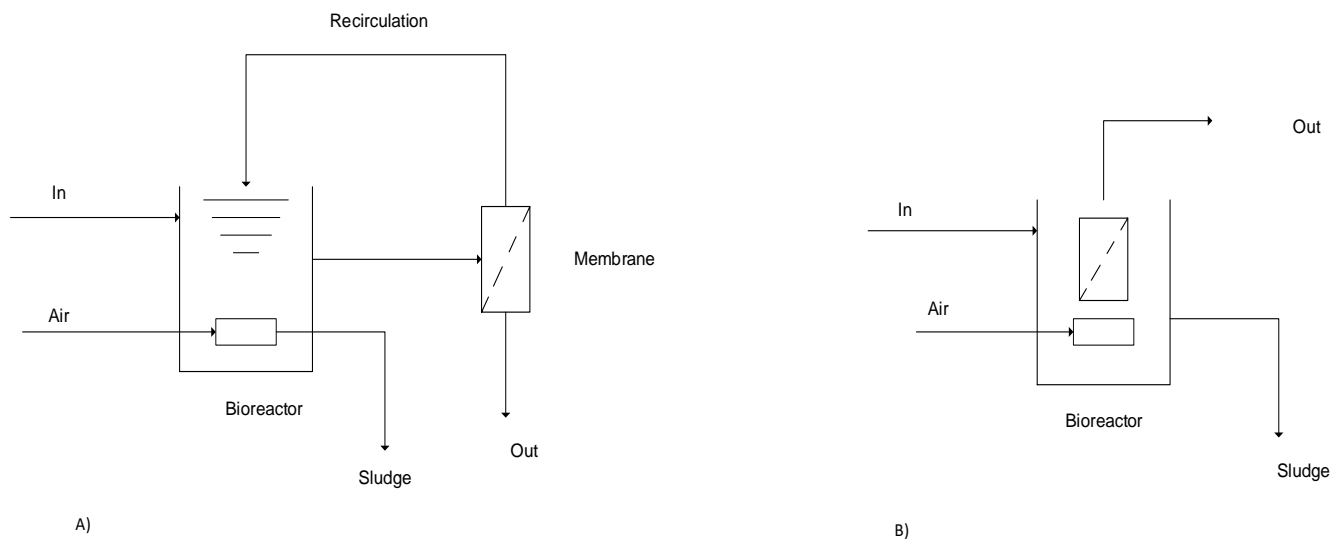 Recirculation
In
Air
Membrane
Bioreactor
Out
Sludge
A)
Out
In
Air
Bioreactor
Sludge
B)